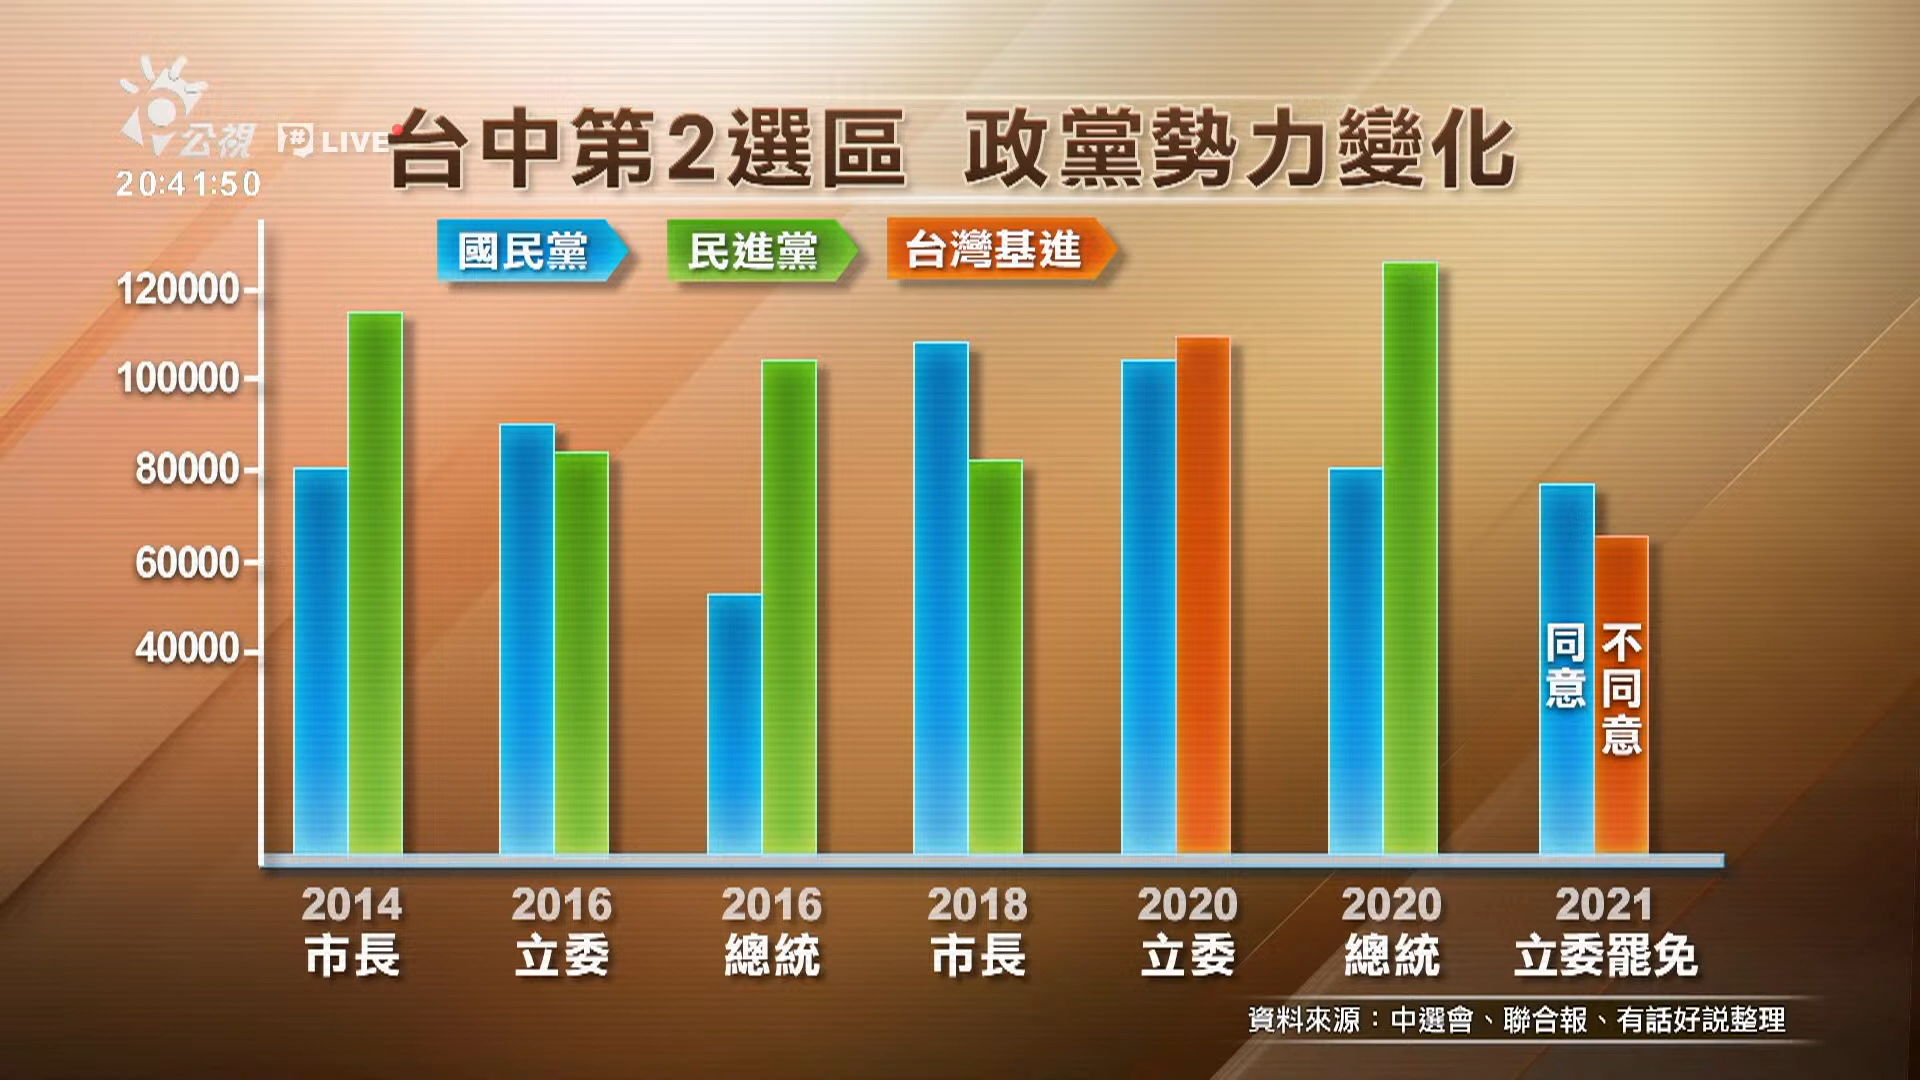 公視 LIVE
20:41:50
台中第2選區 政黨勢力變化
國民黨 民進黨 台灣基進
120000
100000
80000
60000
40000
同意 不同意
2014 2016 2016 2018 2020 2020 2021
市長 立委 總統 市長 立委 總統 立委罷免
資料來源：中選會、聯合報、有話好說整理